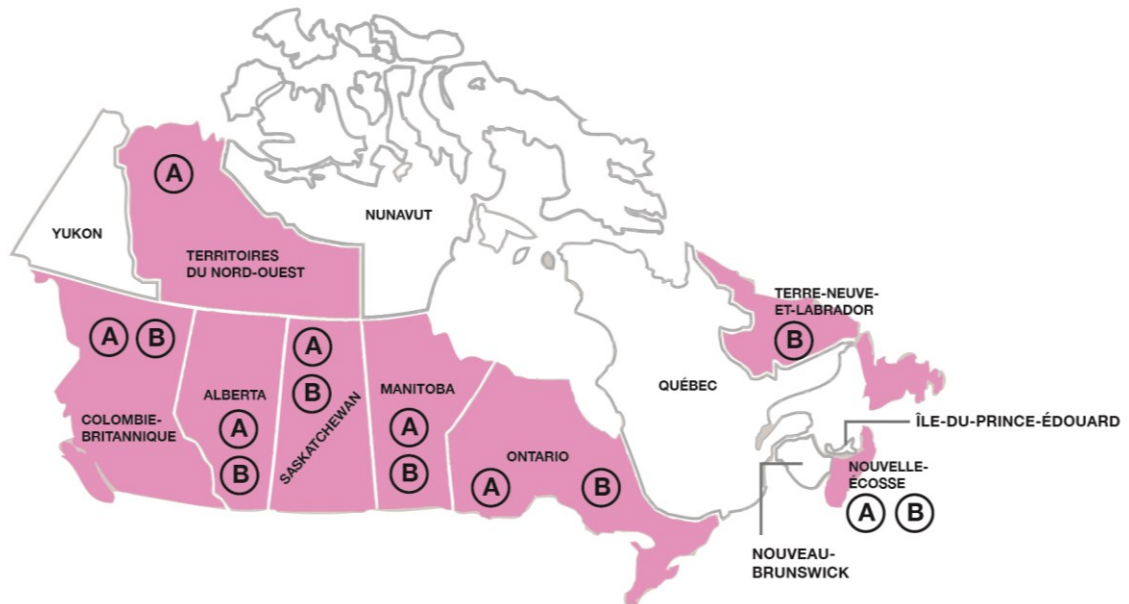 A
YUKON
NUNAVUT
TERRITOIRES
DU NORD-OUEST
TERRE-NEUVE-
ET-LABRADOR
B
A B
COLOMBIE-
BRITANNIQUE
ALBERTA
A
B
A
B
SASKATCHEWAN
MANITOBA
A
B
ONTARIO
A B
QUÉBEC
ÎLE-DU-PRINCE-ÉDOUARD
NOUVELLE-
ÉCOSSE
A B
NOUVEAU-
BRUNSWICK